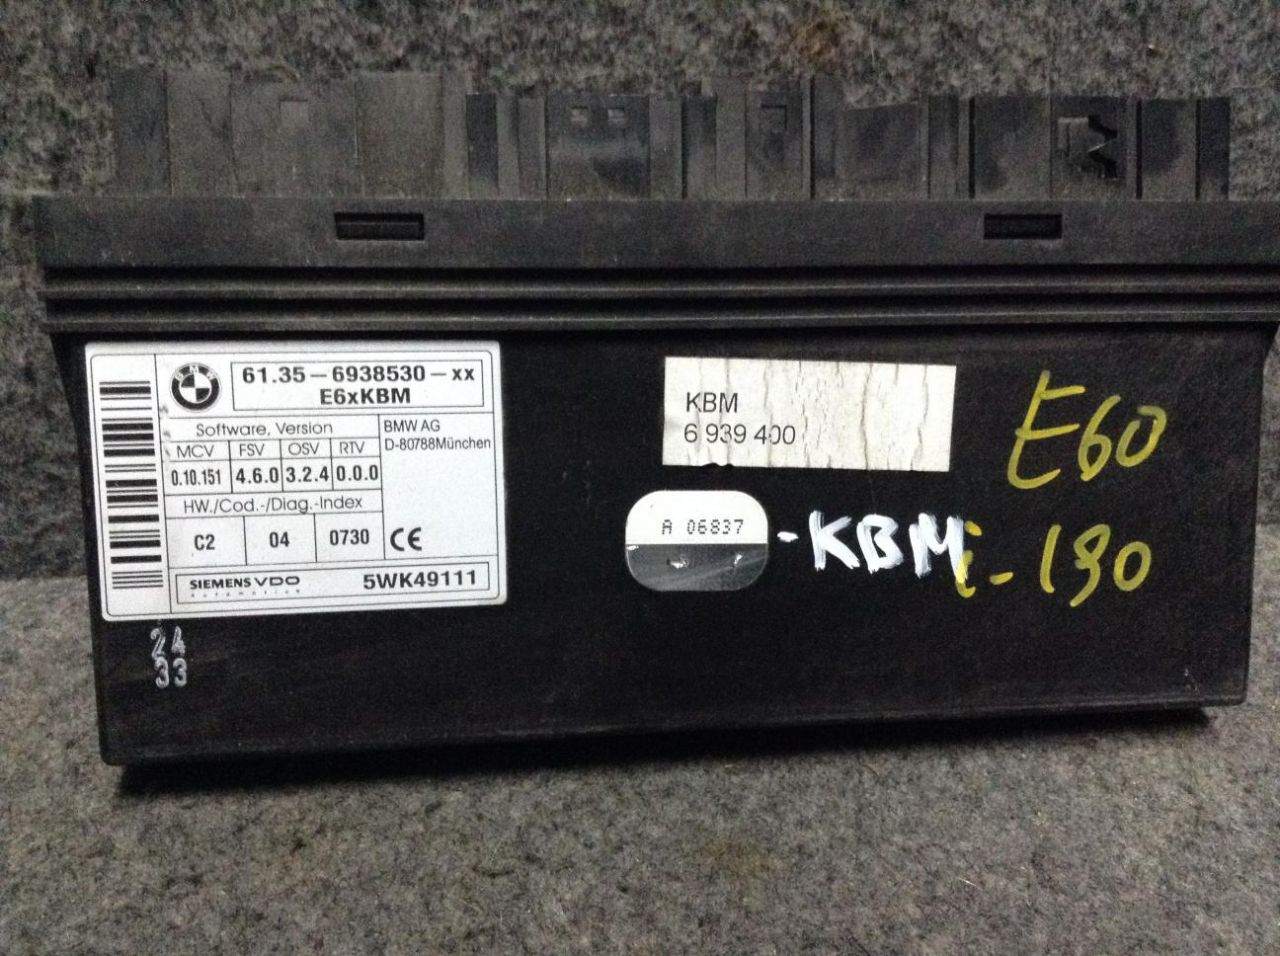 BMW
61.35 – 6938530 – xx
E6xKBM
Software, Version
MCV FSV OSV RTV
0.10.151 4.6.0 3.2.4 0.0.0
HW./Cod.-/Diag.-Index
C2 04 0730
BMW AG
D-80788München
CE
SIEMENS VDO
Automotive
5WK49111
24
33
KBM
6 939 400
A 06837
E60
-KBM
i-190